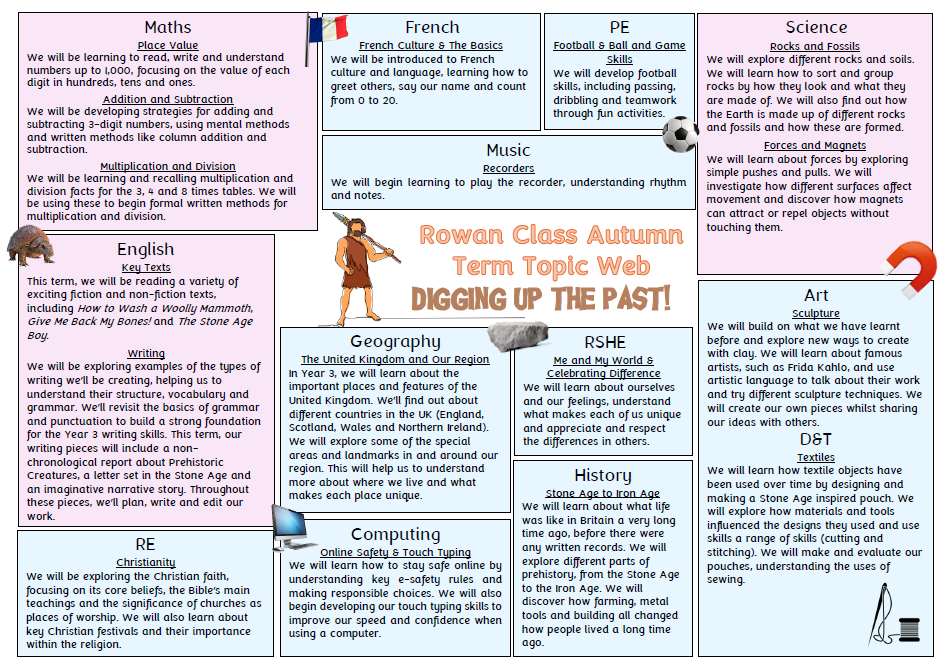 Maths
Place Value
We will be learning to read, write and understand
numbers up to 1,000, focusing on the value of each
digit in hundreds, tens and ones.
Addition and Subtraction
We will be developing strategies for adding and
subtracting 3-digit numbers, using mental methods
and written methods like column addition and
subtraction.
Multiplication and Division
We will be learning and recalling multiplication and
division facts for the 3, 4 and 8 times tables. We will
be using these to begin formal written methods for
multiplication and division.
French
French Culture & The Basics
We will be introduced to French
culture and language, learning how to
greet others, say our name and count
from 0 to 20.
PE
Football & Ball and Game
Skills
We will develop football
skills, including passing,
dribbling and teamwork
through fun activities.
Science
Rocks and Fossils
We will explore different rocks and soils.
We will learn how to sort and group
rocks by how they look and what they
are made of. We will also find out how
the Earth is made up of different rocks
and fossils and how these are formed.
Forces and Magnets
We will learn about forces by exploring
simple pushes and pulls. We will
investigate how different surfaces affect
movement and discover how magnets
can attract or repel objects without
touching them.
Music
Recorders
We will begin learning to play the recorder, understanding rhythm
and notes.
Rowan Class Autumn
Term Topic Web
DIGGING UP THE PAST!
English
Key Texts
This term, we will be reading a variety of
exciting fiction and non-fiction texts,
including How to Wash a Woolly Mammoth,
Give Me Back My Bones! and The Stone Age
Boy.
Writing
We will be exploring examples of the types of
writing we'll be creating, helping us to
understand their structure, vocabulary and
grammar. We'll revisit the basics of grammar
and punctuation to build a strong foundation
for the Year 3 writing skills. This term, our
writing pieces will include a non-
chronological report about Prehistoric
Creatures, a letter set in the Stone Age and
an imaginative narrative story. Throughout
these pieces, we'll plan, write and edit our
work.
Geography
The United Kingdom and Our Region
In Year 3, we will learn about the
important places and features of the
United Kingdom. We'll find out about
different countries in the UK (England,
Scotland, Wales and Northern Ireland).
We will explore some of the special
areas and landmarks in and around our
region. This will help us to understand
more about where we live and what
makes each place unique.
RSHE
Me and My World &
Celebrating Difference
We will learn about ourselves
and our feelings, understand
what makes each of us unique
and appreciate and respect
the differences in others.
Art
Sculpture
We will build on what we have learnt
before and explore new ways to create
with clay. We will learn about famous
artists, such as Frida Kahlo, and use
artistic language to talk about their work
and try different sculpture techniques. We
will create our own pieces whilst sharing
our ideas with others.
D&T
Textiles
We will learn how textile objects have
been used over time by designing and
making a Stone Age inspired pouch. We
will explore how materials and tools
influenced the designs they used and use
skills a range of skills (cutting and
stitching). We will make and evaluate our
pouches, understanding the uses of
sewing.
RE
Christianity
We will be exploring the Christian faith,
focusing on its core beliefs, the Bible's main
teachings and the significance of churches as
places of worship. We will also learn about
key Christian festivals and their importance
within the religion.
Computing
Online Safety & Touch Typing
We will learn how to stay safe online by
understanding key e-safety rules and
making responsible choices. We will also
begin developing our touch typing skills to
improve our speed and confidence when
using a computer.
History
Stone Age to Iron Age
We will learn about what life
was like in Britain a very long
time ago, before there were
any written records. We will
explore different parts of
prehistory, from the Stone Age
to the Iron Age. We will
discover how farming, metal
tools and building all changed
how people lived a long time
ago.